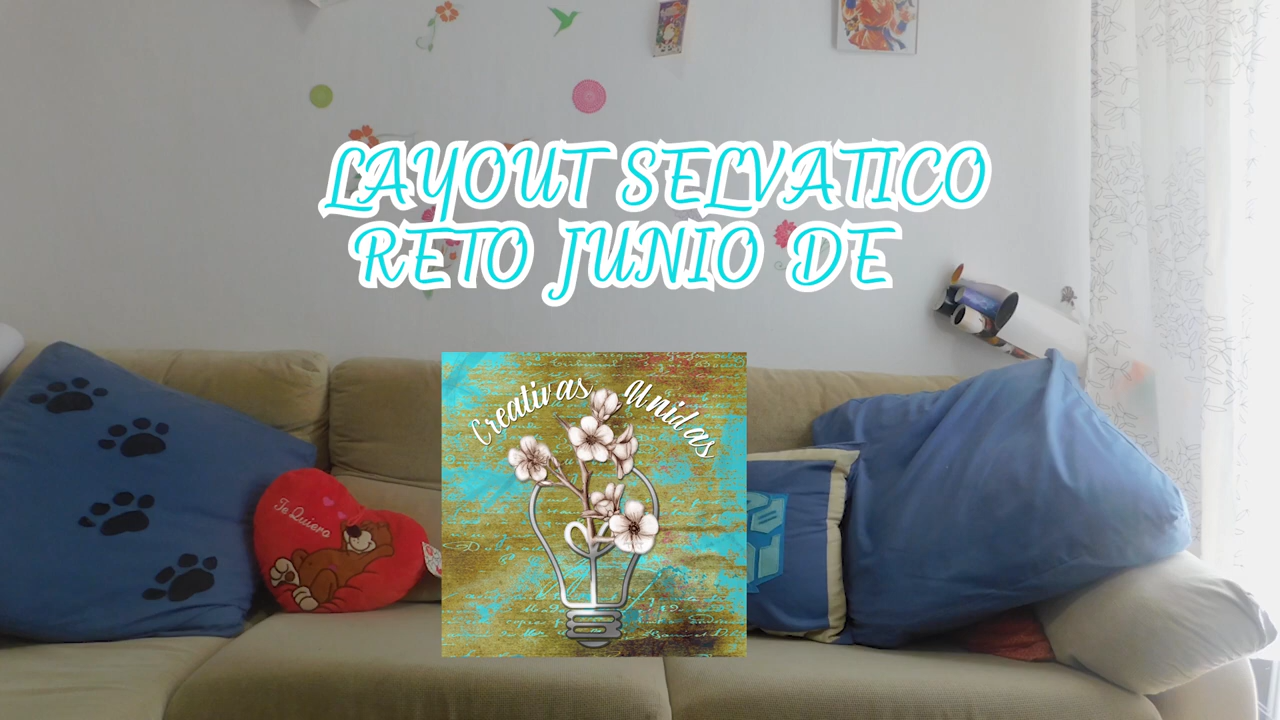 LAYOUT SELVATICO
RETO JUNIO DE
Creativas Unidas
Te Quiero